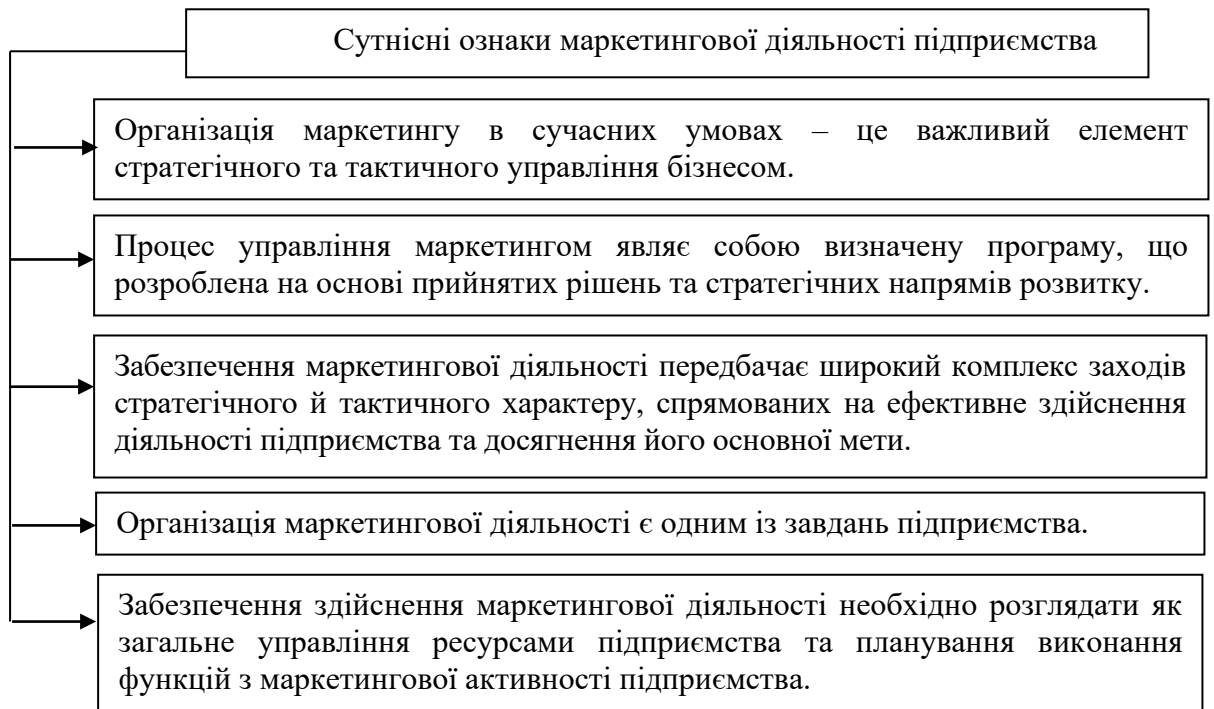 Сутнісні ознаки маркетингової діяльності підприємства
Організація маркетингу в сучасних умовах – це важливий елемент
стратегічного та тактичного управління бізнесом.
Процес управління маркетингом являє собою визначену програму, що
розроблена на основі прийнятих рішень та стратегічних напрямів розвитку.
Забезпечення маркетингової діяльності передбачає широкий комплекс заходів
стратегічного й тактичного характеру, спрямованих на ефективне здійснення
діяльності підприємства та досягнення його основної мети.
Організація маркетингової діяльності є одним із завдань підприємства.
Забезпечення здійснення маркетингової діяльності необхідно розглядати як
загальне управління ресурсами підприємства та планування виконання
функцій з маркетингової активності підприємства.